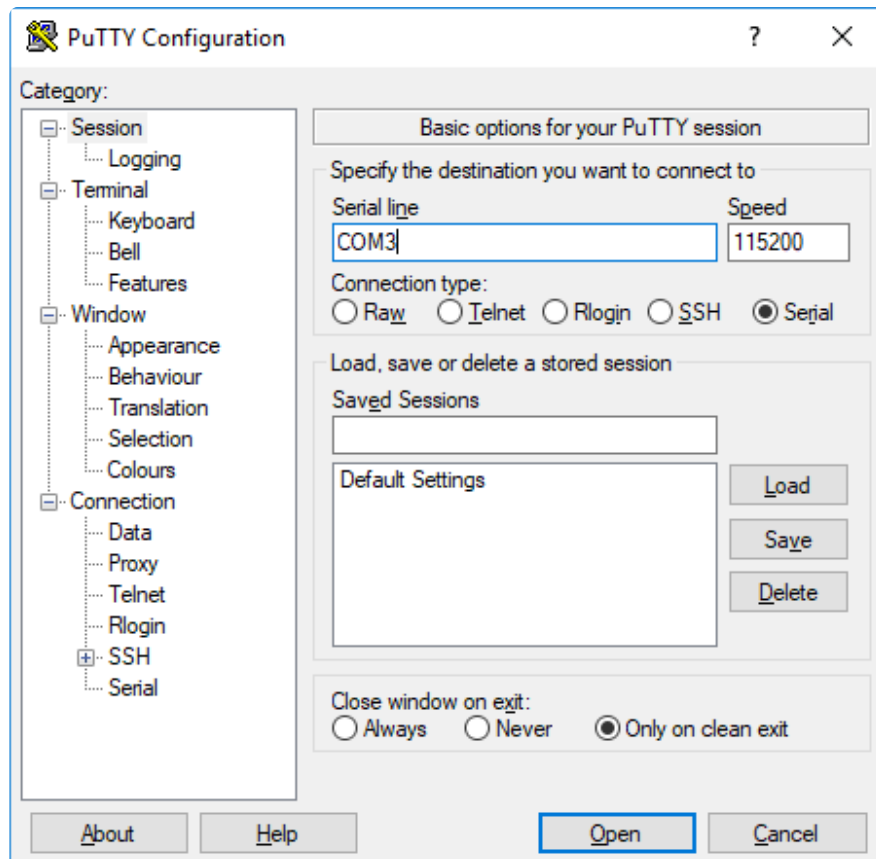 PuTTY Configuration
?
Category:
Session
Logging
Terminal
Keyboard
Bell
Features
Window
Appearance
Behaviour
Translation
Selection
Colours
Connection
Data
Proxy
Telnet
Rlogin
SSH
Serial
Basic options for your PuTTY session
Specify the destination you want to connect to
Serial line Speed
COM3 115200
Connection type:
Raw Telnet Rlogin SSH Serial
Load, save or delete a stored session
Saved Sessions
Default Settings
Load
Save
Delete
Close window on exit:
Always Never Only on clean exit
About Help Open Cancel